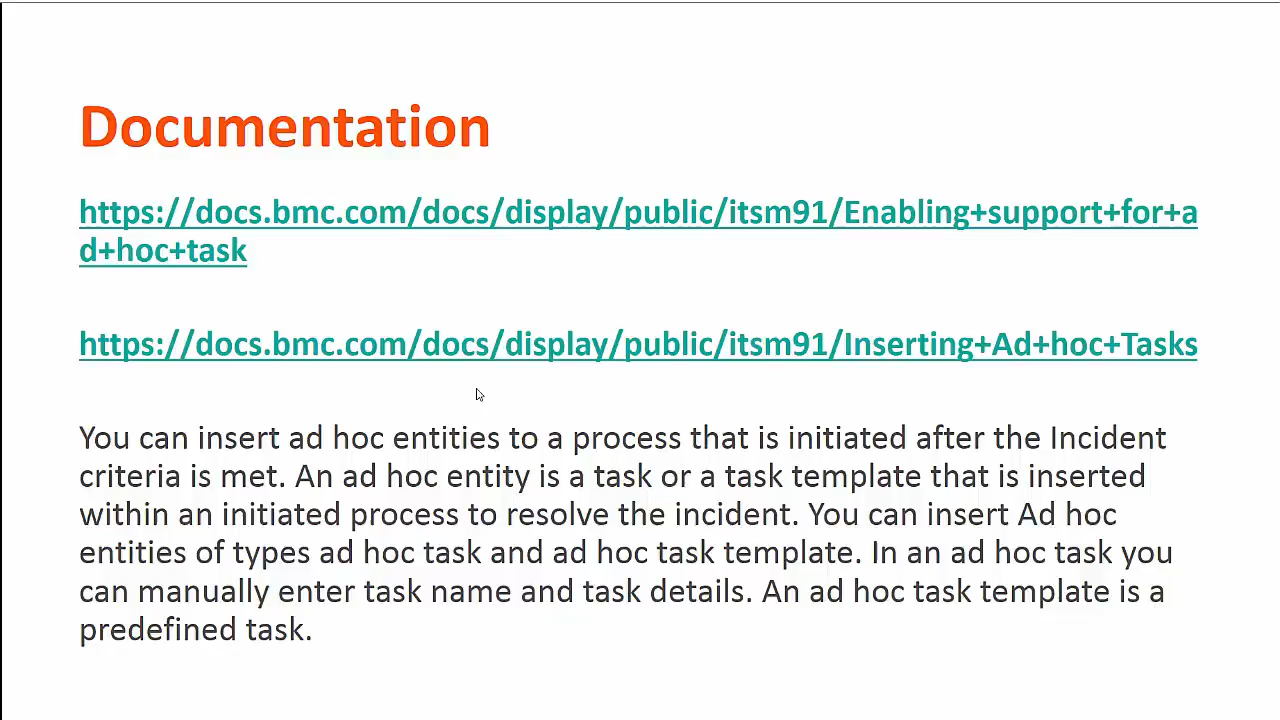 Documentation
https://docs.bmc.com/docs/display/public/itsm91/Enabling+support+for+a
d+hoc+task
https://docs.bmc.com/docs/display/public/itsm91/Inserting+Ad+hoc+Tasks
You can insert ad hoc entities to a process that is initiated after the Incident
criteria is met. An ad hoc entity is a task or a task template that is inserted
within an initiated process to resolve the incident. You can insert Ad hoc
entities of types ad hoc task and ad hoc task template. In an ad hoc task you
can manually enter task name and task details. An ad hoc task template is a
predefined task.